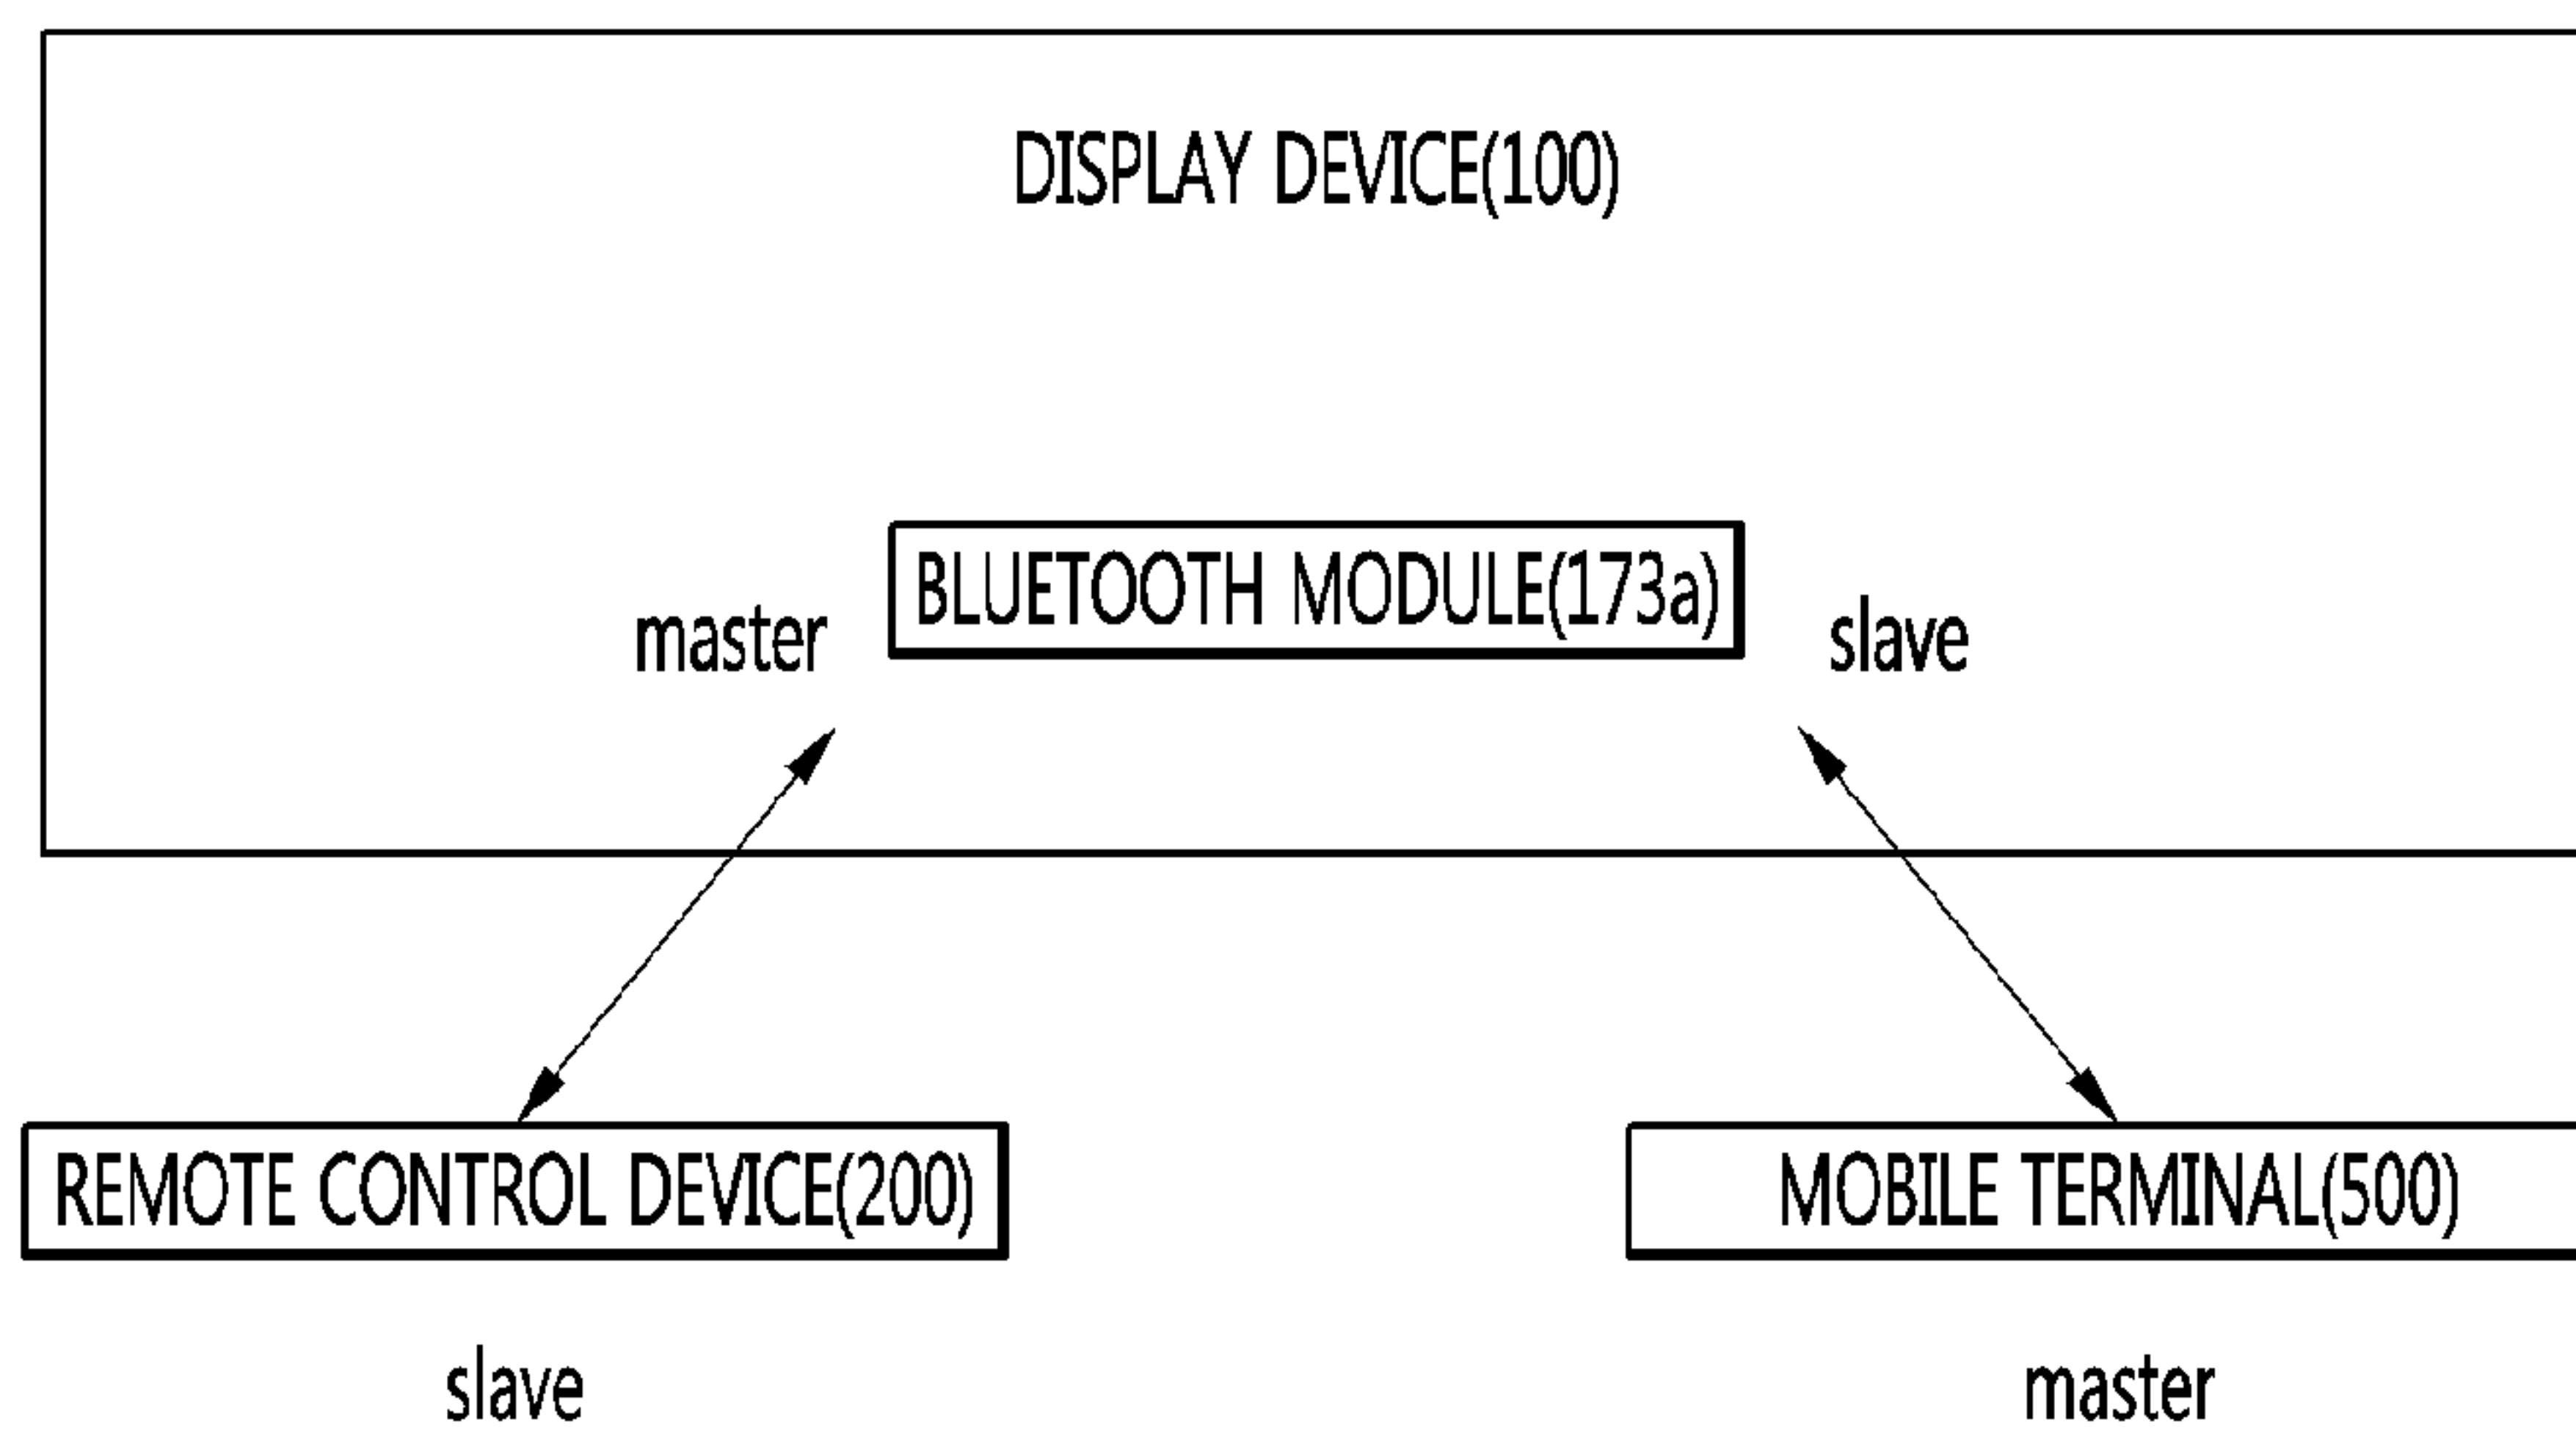 DISPLAY DEVICE(100)
BLUETOOTH MODULE(173a)
master
slave
REMOTE CONTROL DEVICE(200)
MOBILE TERMINAL(500)
slave
master